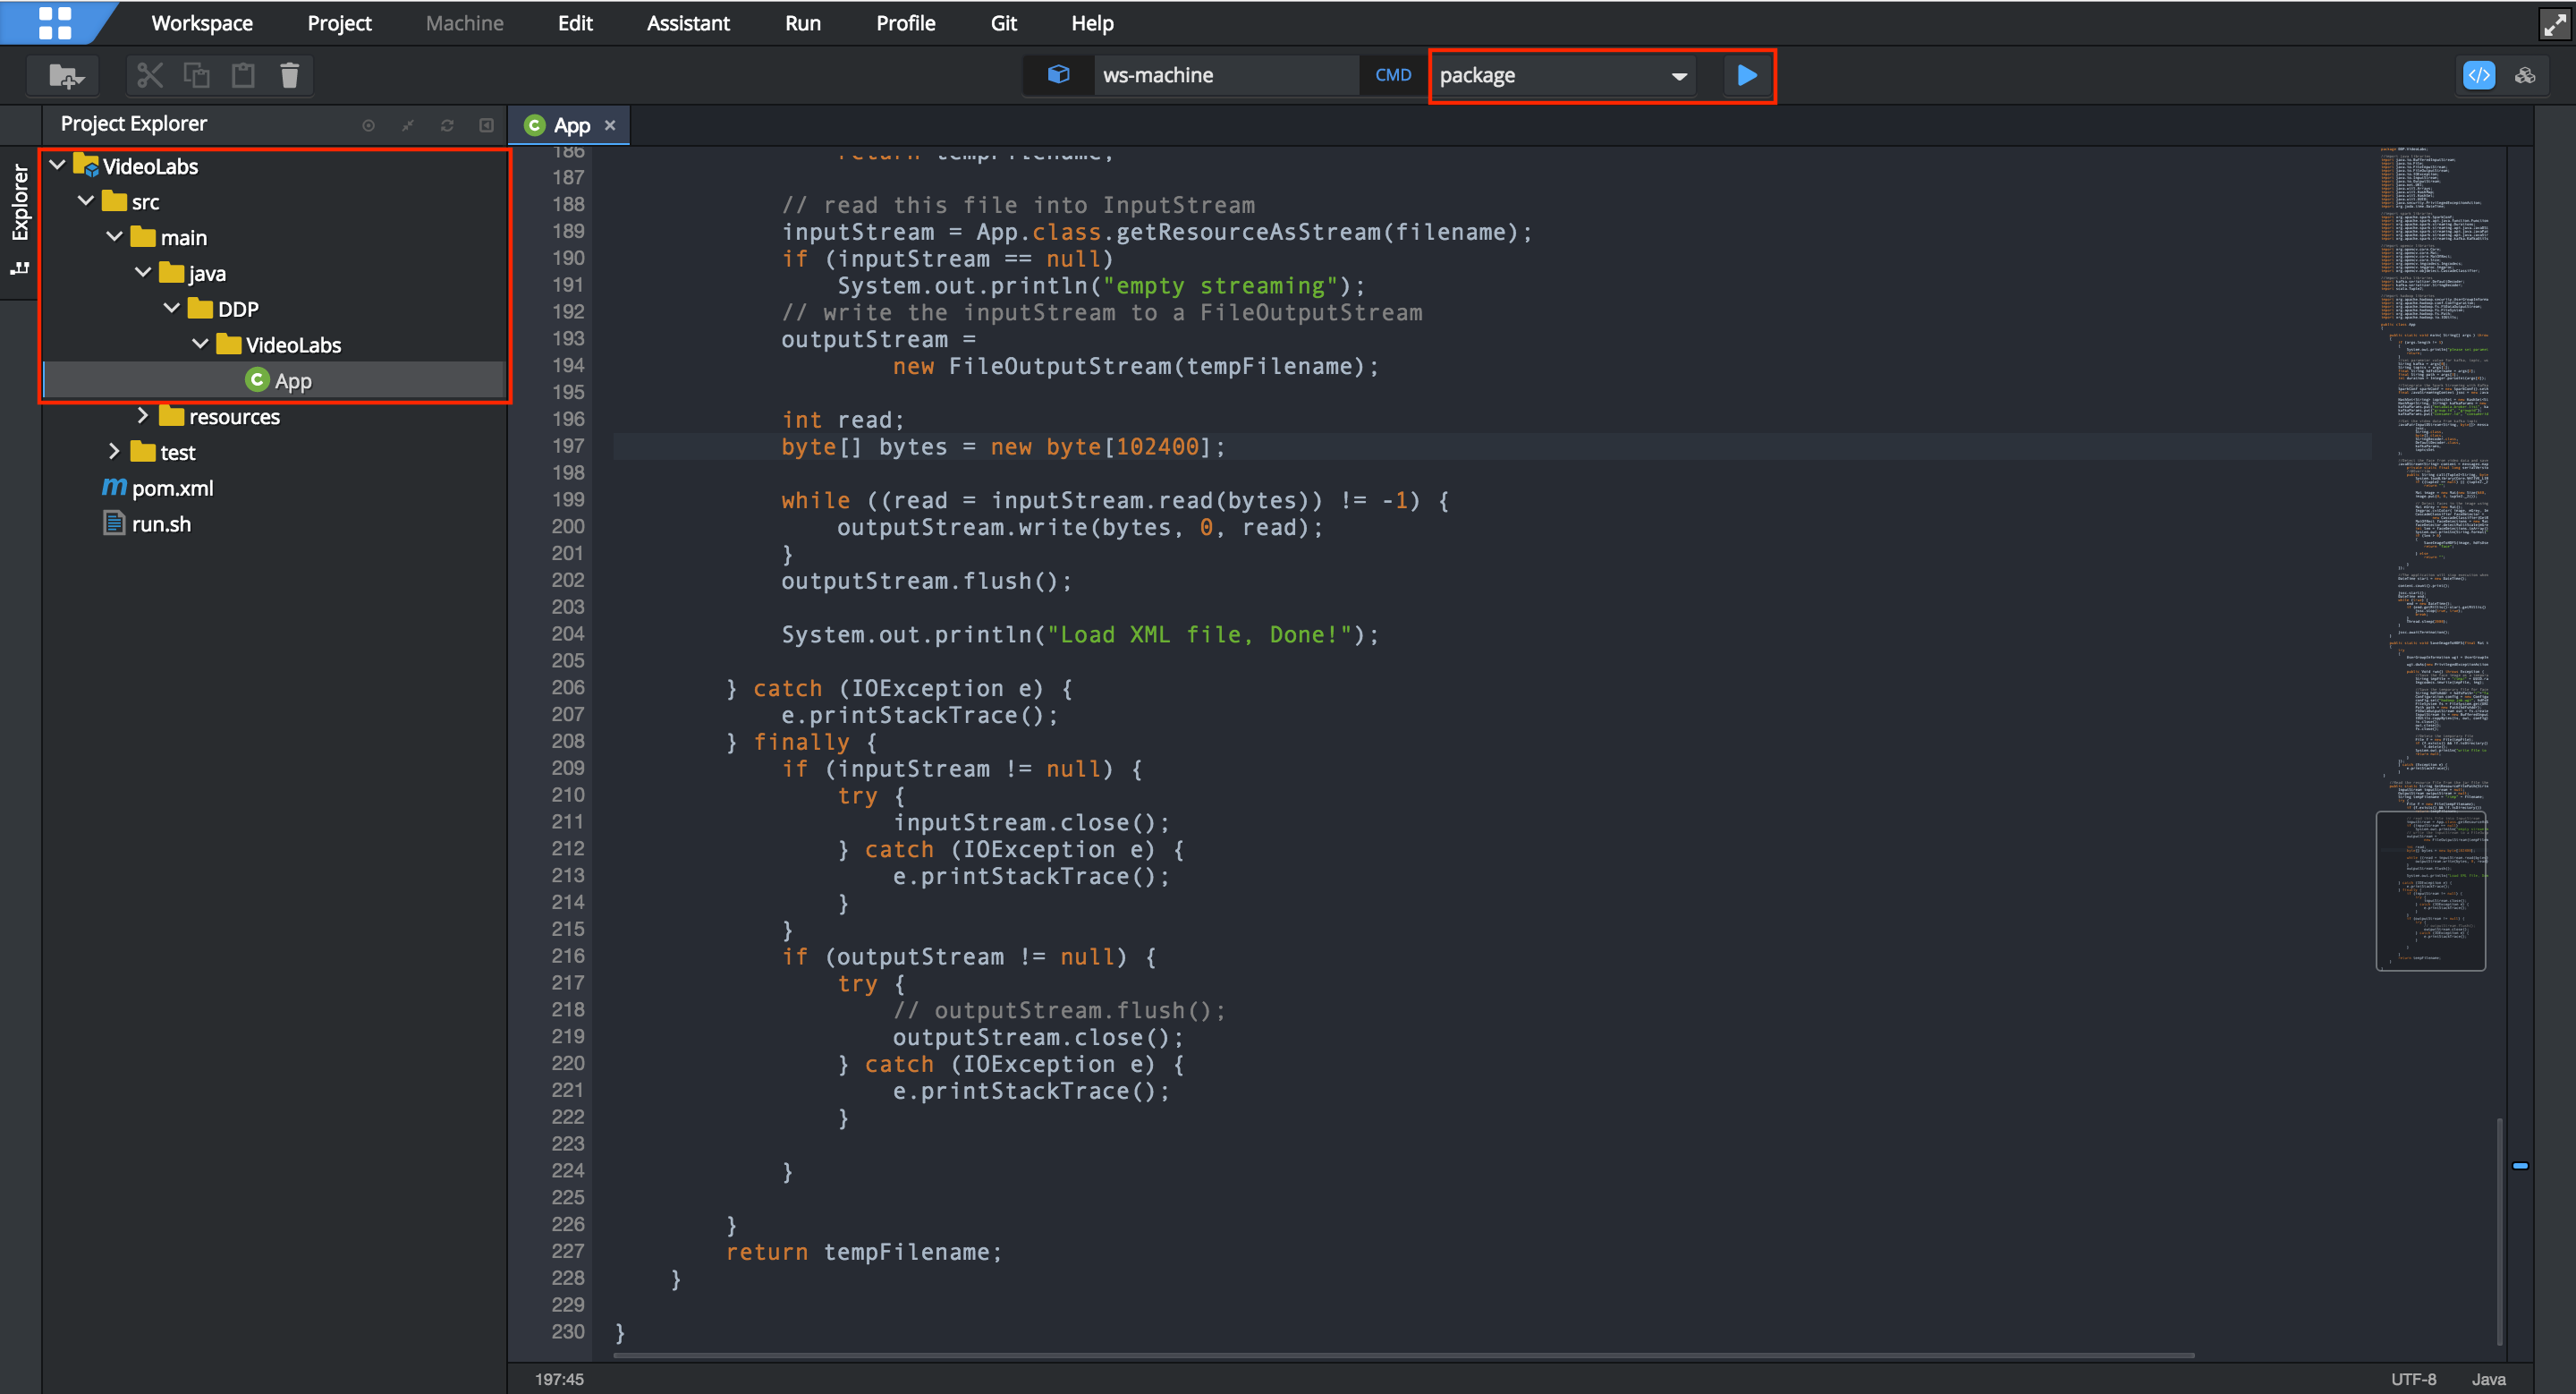 Workspace Project Machine Edit Assistant Run Profile Git Help
ws-machine CMD package
Project Explorer
App ×
Explorer
VideoLabs
src
main
java
DDP
VideoLabs
App
resources
test
pom.xml
run.sh
186 return tempFilename;
187
188 // read this file into InputStream
189 inputStream = App.class.getResourceAsStream(filename);
190 if (inputStream == null)
191 System.out.println("empty streaming");
192 // write the inputStream to a FileOutputStream
193 outputStream =
194 new FileOutputStream(tempFilename);
195
196 int read;
197 byte[] bytes = new byte[102400];
198
199 while ((read = inputStream.read(bytes)) != -1) {
200 outputStream.write(bytes, 0, read);
201 }
202 outputStream.flush();
203
204 System.out.println("Load XML file, Done!");
205
206 } catch (IOException e) {
207 e.printStackTrace();
208 } finally {
209 if (inputStream != null) {
210 try {
211 inputStream.close();
212 } catch (IOException e) {
213 e.printStackTrace();
214 }
215 }
216 if (outputStream != null) {
217 try {
218 // outputStream.flush();
219 outputStream.close();
220 } catch (IOException e) {
221 e.printStackTrace();
222 }
223
224 }
225
226 }
227 return tempFilename;
228 }
229
230 }
197:45 UTF-8 Java